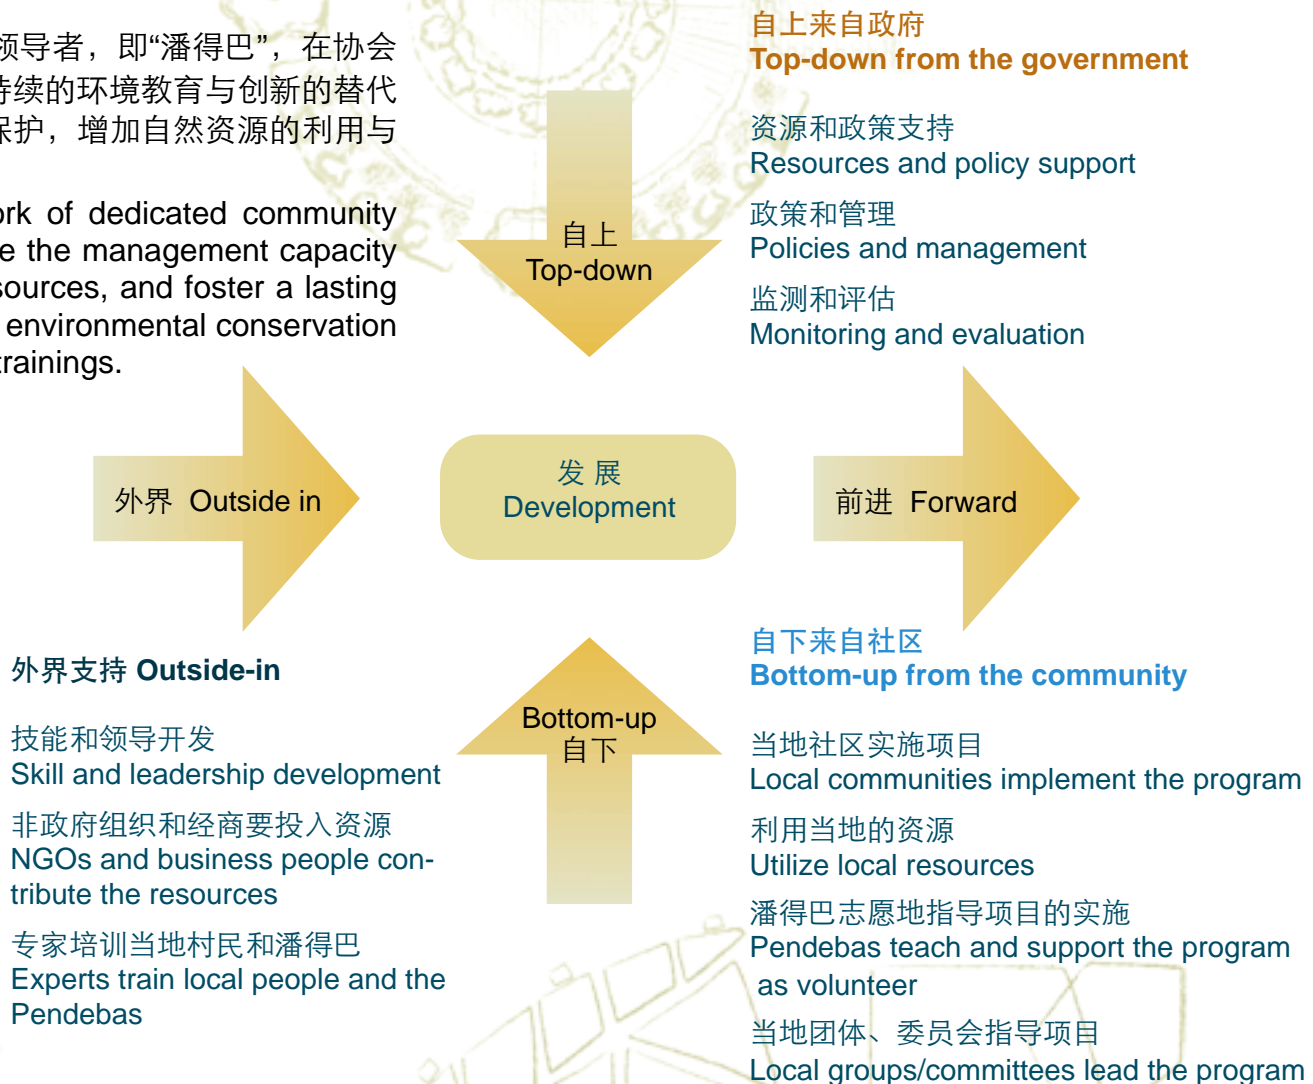 领导者，即“潘得巴”，在协会
持续的环境教育与创新的替代
保护，增加自然资源的利用与
ork of dedicated community
e the management capacity
sources, and foster a lasting
environmental conservation
trainings.
自上来自政府
Top-down from the government
资源和政策支持
Resources and policy support
政策和管理
Policies and management
监测和评估
Monitoring and evaluation
自上
Top-down
外界 Outside in
发 展
Development
前进 Forward
外界支持 Outside-in
技能和领导开发
Skill and leadership development
非政府组织和经商要投入资源
NGOs and business people con-
tribute the resources
专家培训当地村民和潘得巴
Experts train local people and the
Pendebas
Bottom-up
自下
自下来自社区
Bottom-up from the community
当地社区实施项目
Local communities implement the program
利用当地的资源
Utilize local resources
潘得巴志愿地指导项目的实施
Pendebas teach and support the program
as volunteer
当地团体、委员会指导项目
Local groups/committees lead the program